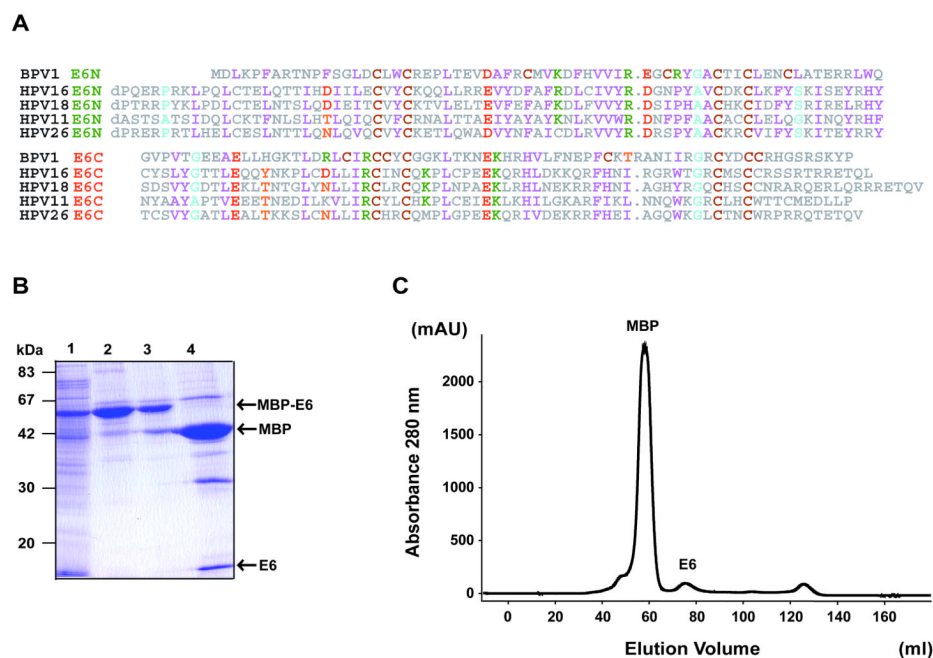 A
BPV1 E6N MDLKPFARTNPFSGLDCLWCREPLTEVDAFRCMVKDFHVVIR.EGCRYGACTICLENCLATERRLWQ
HPV16 E6N dPQERPRKLPQLCTELQTTIHDIILECVYCKQQLLRREVYDFAFRDLCIVYR.DGNPYAVCDKCLKFYSKISEYRHY
HPV18 E6N dPTRRPYKLPDLCTELNTSLQDIEITCVYCKTVLELTEVFEFAFKDLFVVYR.DSIPHAACHKCIDFYSRIRELRHY
HPV11 E6N dASTSATSIDQLCKTFNLSLHTLQIQCVFCRNALTTAEIYAYAYKNLKVVWR.DNFPFAACACCLELQGKINQYRHF
HPV26 E6N dPRERPRTLHELCESLNTTLQNLQVQCVYCKETLQWADVYNFAICDLRVVYR.DRSPYAACKRCVIFYSKITEYRRY
BPV1 E6C GVPVTGEEAELLHGKTLDRLCIRCCYCGGKLTKNEKHRHVLFNEPFCKTRANIIRGRCYDCCRHGSRSKYP
HPV16 E6C CYSLYGTTLEQQYNKPLCDLLIRCINCQKPLCPEEKQRHLDKKQRFHNI.RGRWTGRCMSCCRSSRTRRETQL
HPV18 E6C SDSVYGDTLEKLTNTGLYNLLIRCLRCQKPLNPAEKLRHLNEKRRFHNI.RGHYRGQCHSCCNRARQERLQRRRETQV
HPV11 E6C NYAAYAPTVEEETNEDILKVLIRCYLCHKPLCEIEKLKHILGKARFIKL.NNQWKGRCLHCWTTCMEDLLP
HPV26 E6C TCSVYGATLEALTKKSLCNLLIRCHRCQMPLGPEEKQRIVDEKRRFHEI.AGQWKGLCTNCWRPRRQTETQV
B
C
kDa 1 2 3 4
83
67
42
30
20
MBP-E6
MBP
E6
(mAU)
MBP
E6
2000
1500
1000
500
0
Absorbance 280 nm
0 20 40 60 80 100 120 140 160
Elution Volume (ml)